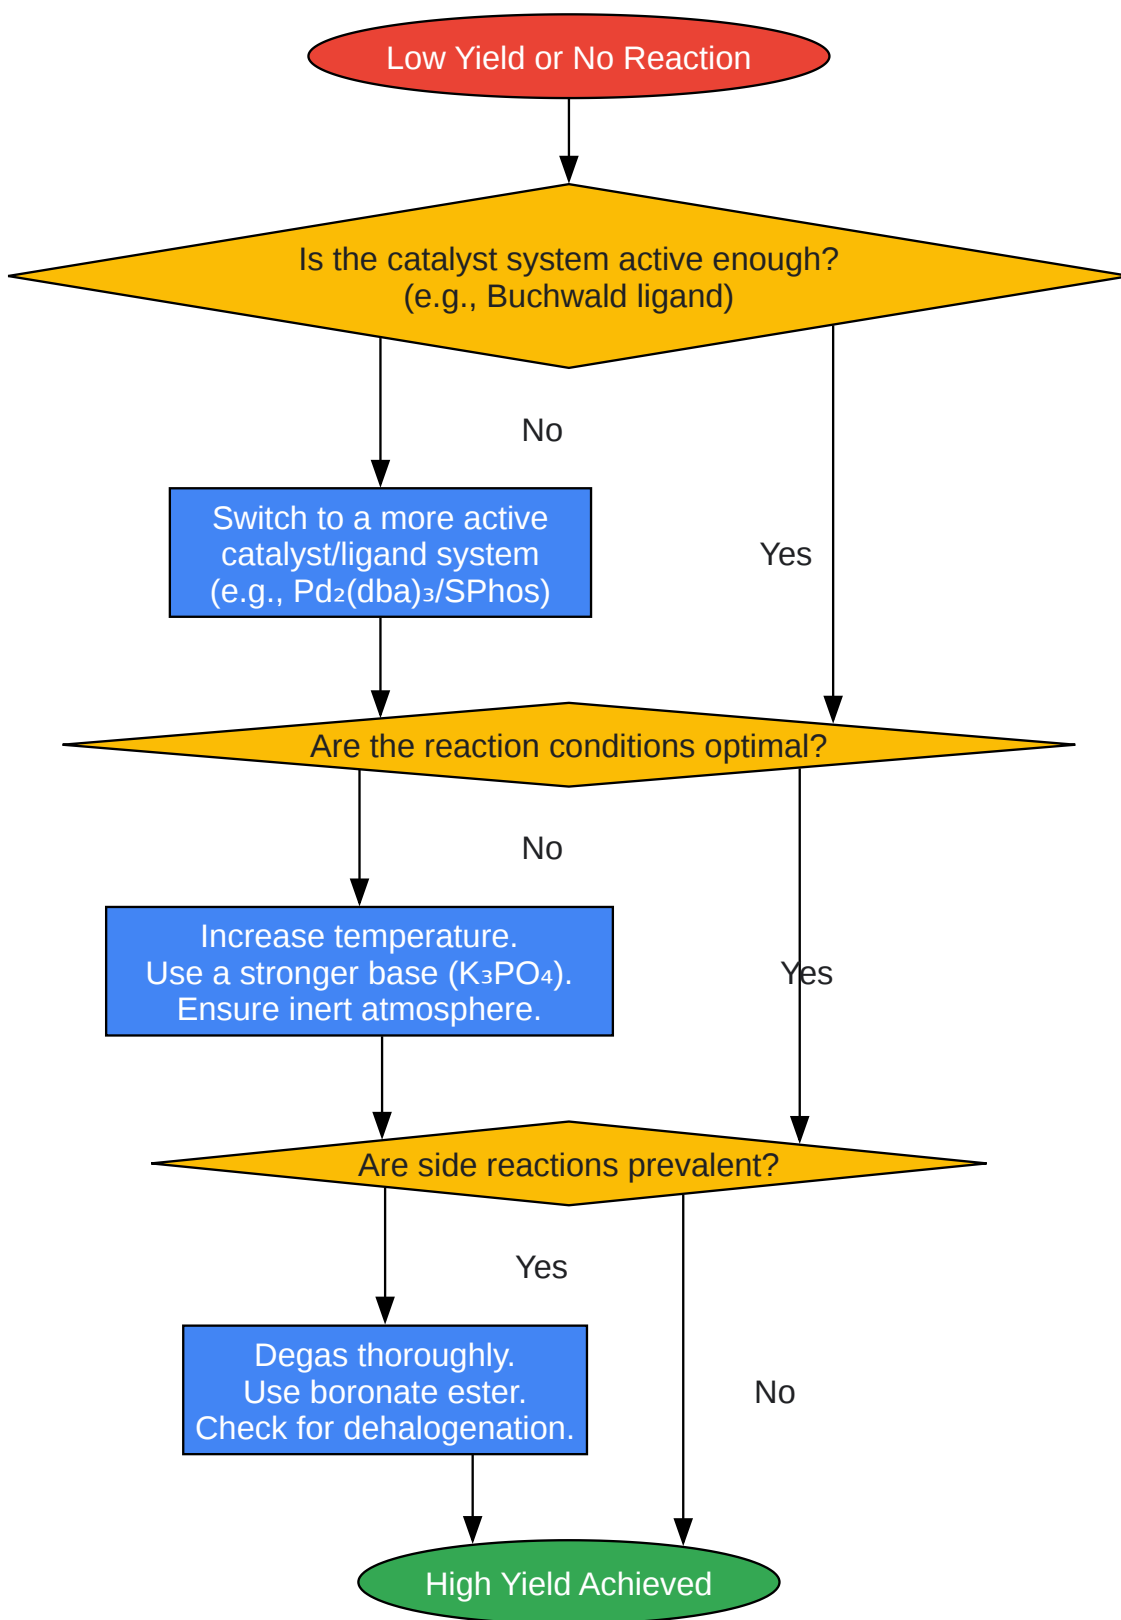 Low Yield or No Reaction
Is the catalyst system active enough?
(e.g., Buchwald ligand)
No
Switch to a more active
catalyst/ligand system
(e.g., Pd₂(dba)₃/SPhos)
Yes
Are the reaction conditions optimal?
No
Increase temperature.
Use a stronger base (K₃PO₄).
Ensure inert atmosphere.
Yes
Are side reactions prevalent?
Yes
Degas thoroughly.
Use boronate ester.
Check for dehalogenation.
No
High Yield Achieved